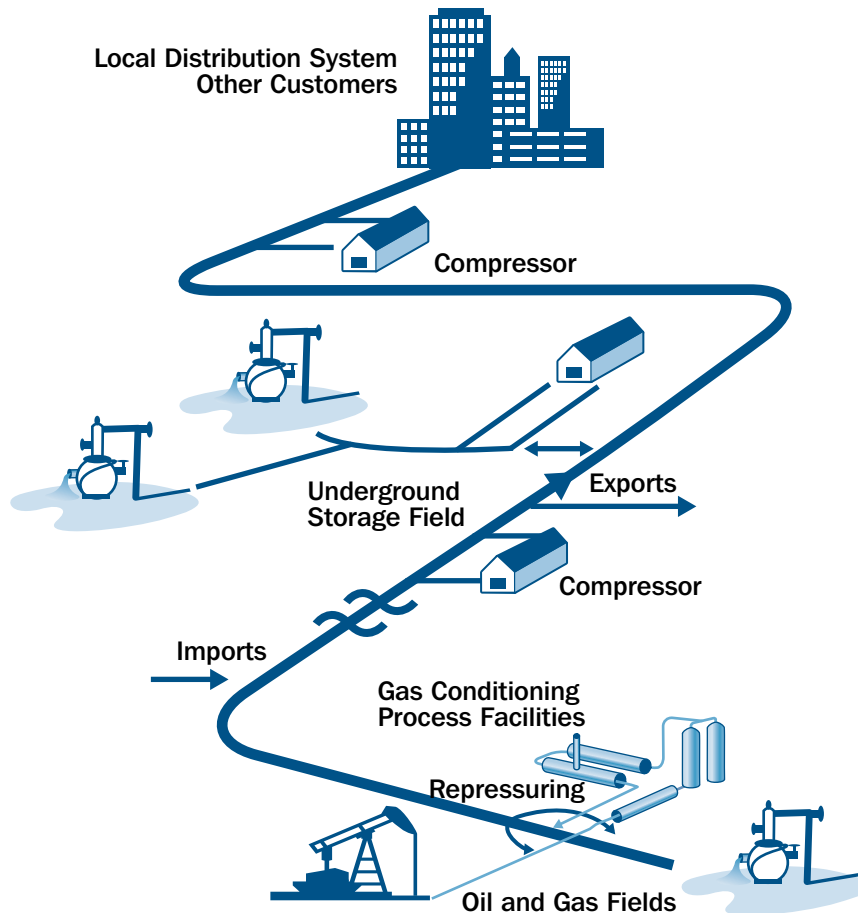 Local Distribution System
Other Customers
Compressor
Underground
Storage Field
Exports
Compressor
Imports
Gas Conditioning
Process Facilities
Repressuring
Oil and Gas Fields